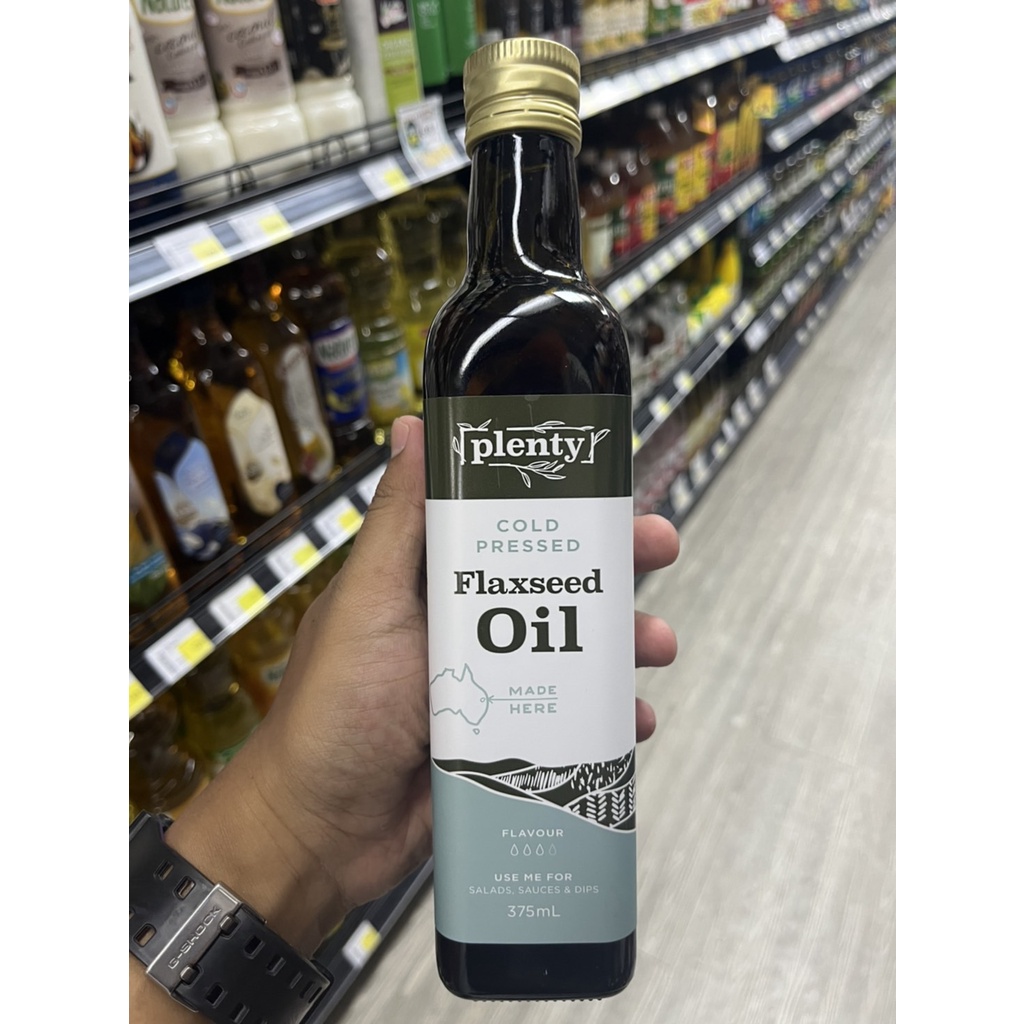 plenty
COLD
PRESSED
Flaxseed
Oil
MADE
HERE
FLAVOUR
USE ME FOR
SALADS, SAUCES & DIPS
375mL
G-SHOCK